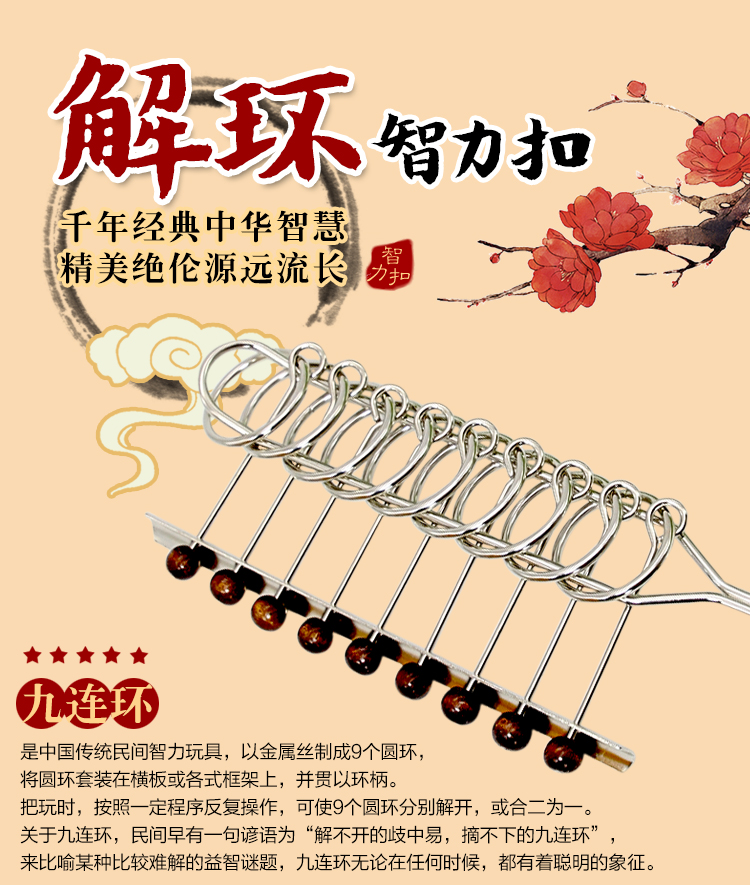 解环 智力扣
千年经典中华智慧
精美绝伦源远流长
智力扣
九连环
是中国传统民间智力玩具，以金属丝制成9个圆环，
将圆环套装在横板或各式框架上，并贯以环柄。
把玩时，按照一定程序反复操作，可使9个圆环分别解开，或合二为一。
关于九连环，民间早有一句谚语为“解不开的歧中易，摘不下的九连环”，
来比喻某种比较难解的益智谜题，九连环无论在任何时候，都有着聪明的象征。